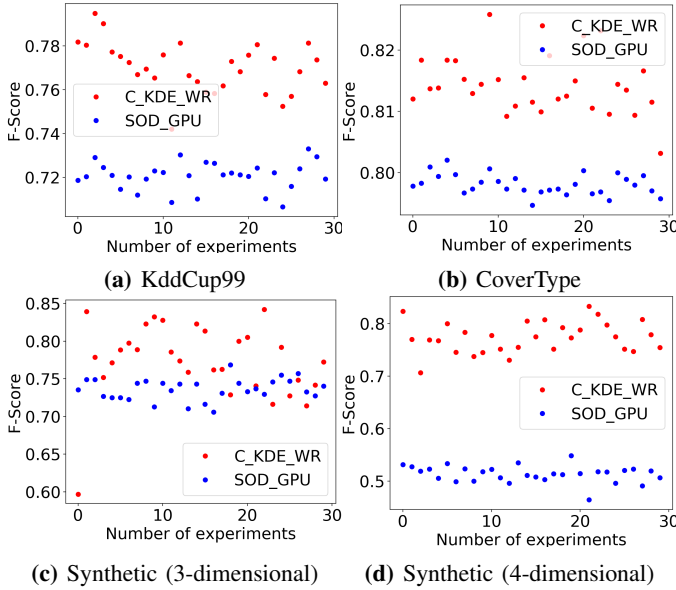 0.78
0.76
0.74
0.72
F-Score
C_KDE_WR
SOD_GPU
0 10 20 30
Number of experiments
(a) KddCup99
0.82
0.81
0.80
F-Score
C_KDE_WR
SOD_GPU
0 10 20 30
Number of experiments
(b) CoverType
0.85
0.80
0.75
0.70
0.65
0.60
F-Score
C_KDE_WR
SOD_GPU
0 10 20 30
Number of experiments
(c) Synthetic (3-dimensional)
0.8
0.7
0.6
0.5
F-Score
C_KDE_WR
SOD_GPU
0 10 20 30
Number of experiments
(d) Synthetic (4-dimensional)